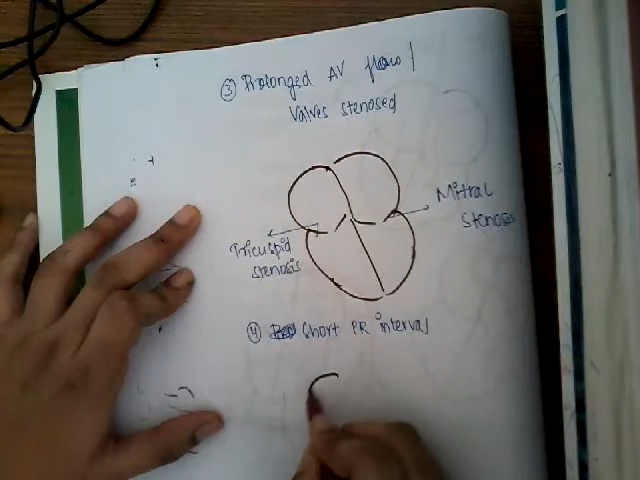 ③ Prolonged AV flow /
Valves stenosed
Mitral
stenosis
Tricuspid
stenosis
④ Short PR interval